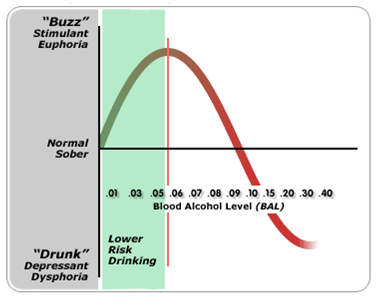 "Buzz"
Stimulant
Euphoria
Normal
Sober
.01 .03 .05 .06 .07 .08 .09 .10 .15 .20 .30 .40
Blood Alcohol Level (BAL)
"Drunk"
Depressant
Dysphoria
Lower
Risk
Drinking